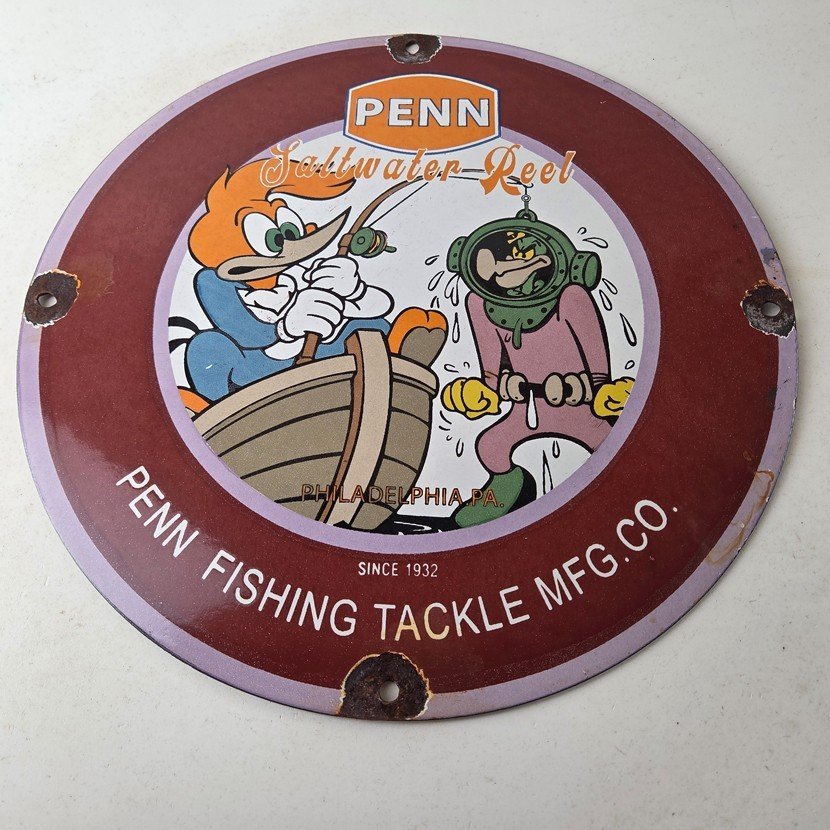 PENN
Saltwater Reel
PHILADELPHIA, PA.
SINCE 1932
PENN FISHING TACKLE MFG.CO.